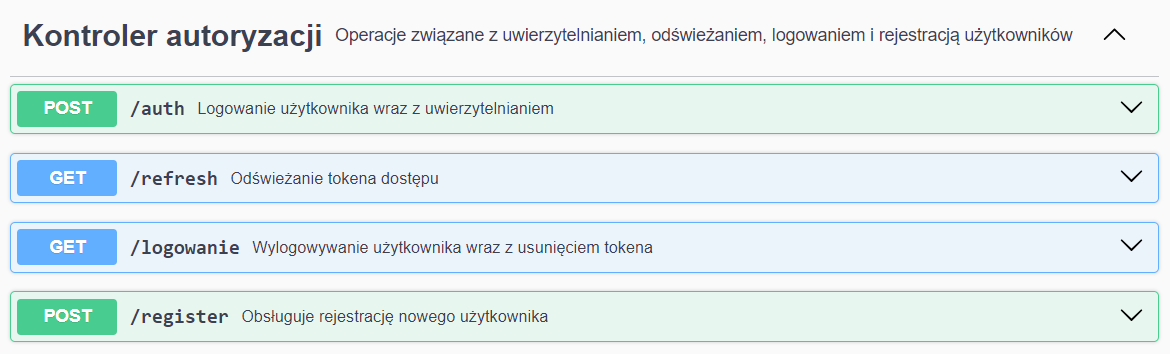 Kontroler autoryzacji Operacje związane z uwierzytelnianiem, odświeżaniem, logowaniem i rejestracją użytkowników
POST /auth Logowanie użytkownika wraz z uwierzytelnianiem
GET /refresh Odświeżanie tokena dostępu
GET /logowanie Wylogowywanie użytkownika wraz z usunięciem tokena
POST /register Obsługuje rejestrację nowego użytkownika